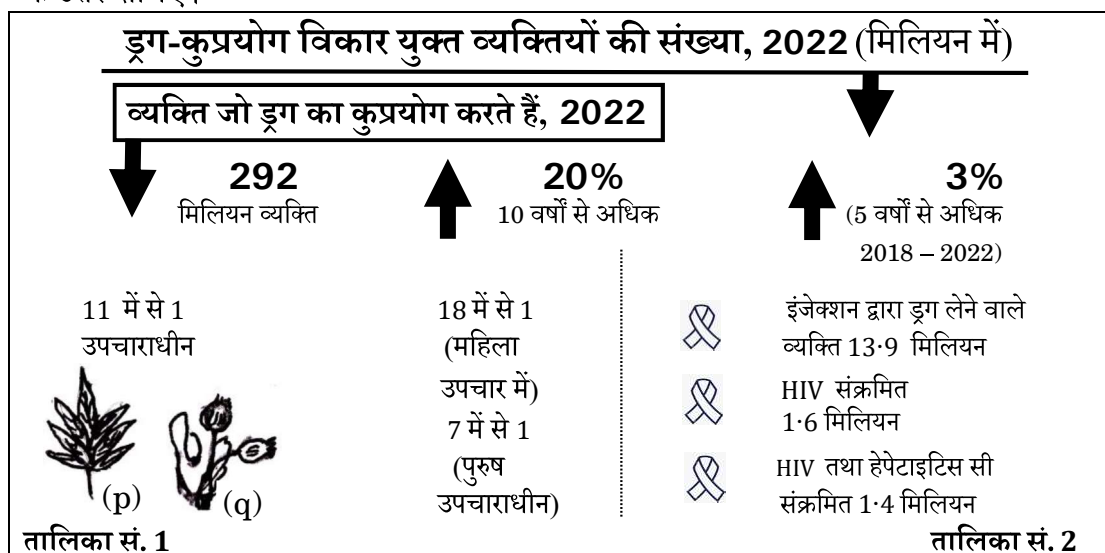 ड्रग-कुप्रयोग विकार युक्त व्यक्तियों की संख्या, 2022 (मिलियन में)
व्यक्ति जो ड्रग का कुप्रयोग करते हैं, 2022
292
मिलियन व्यक्ति
20%
10 वर्षों से अधिक
3%
(5 वर्षों से अधिक
2018 – 2022)
11 में से 1
उपचाराधीन
(p)
(q)
18 में से 1
(महिला
उपचार में)
7 में से 1
(पुरुष
उपचाराधीन)
इंजेक्शन द्वारा ड्रग लेने वाले
व्यक्ति 13·9 मिलियन
HIV संक्रमित
1·6 मिलियन
HIV तथा हेपेटाइटिस सी
संक्रमित 1·4 मिलियन
तालिका सं. 1
तालिका सं. 2